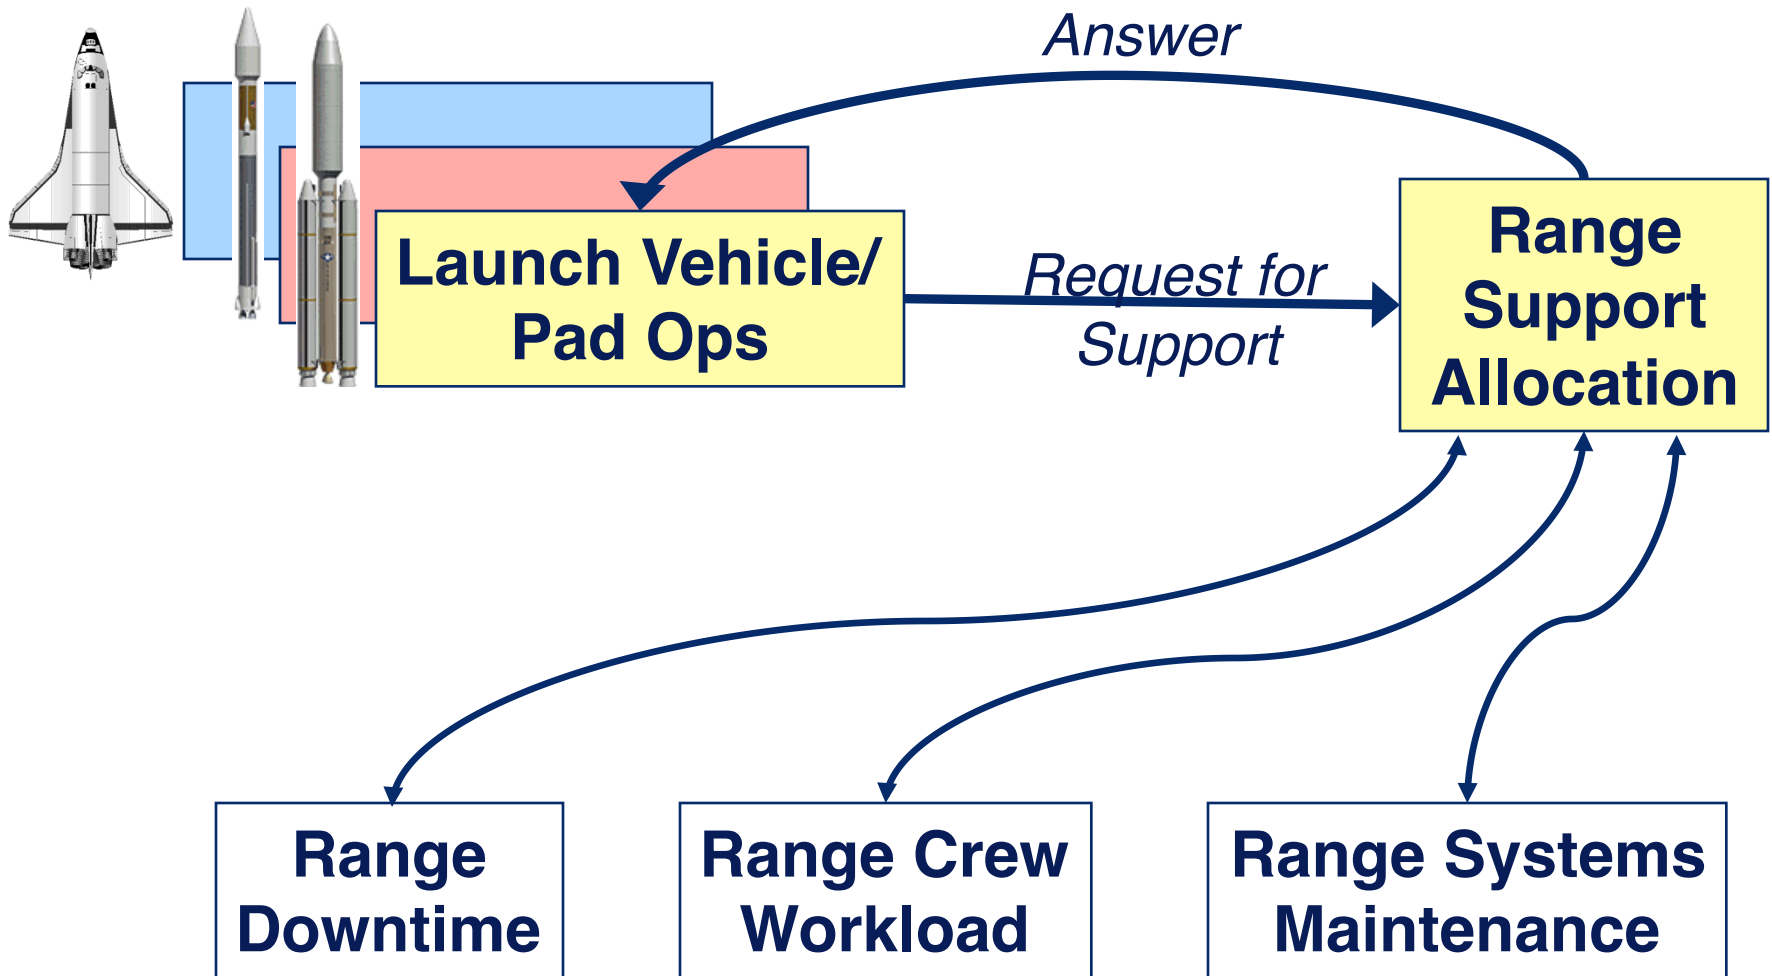 Answer
Launch Vehicle/
Pad Ops
Request for
Support
Range
Support
Allocation
Range
Downtime
Range Crew
Workload
Range Systems
Maintenance